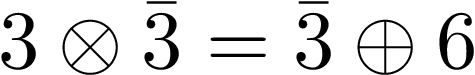 3 ⊗ 3̄ = 3̄ ⊕ 6